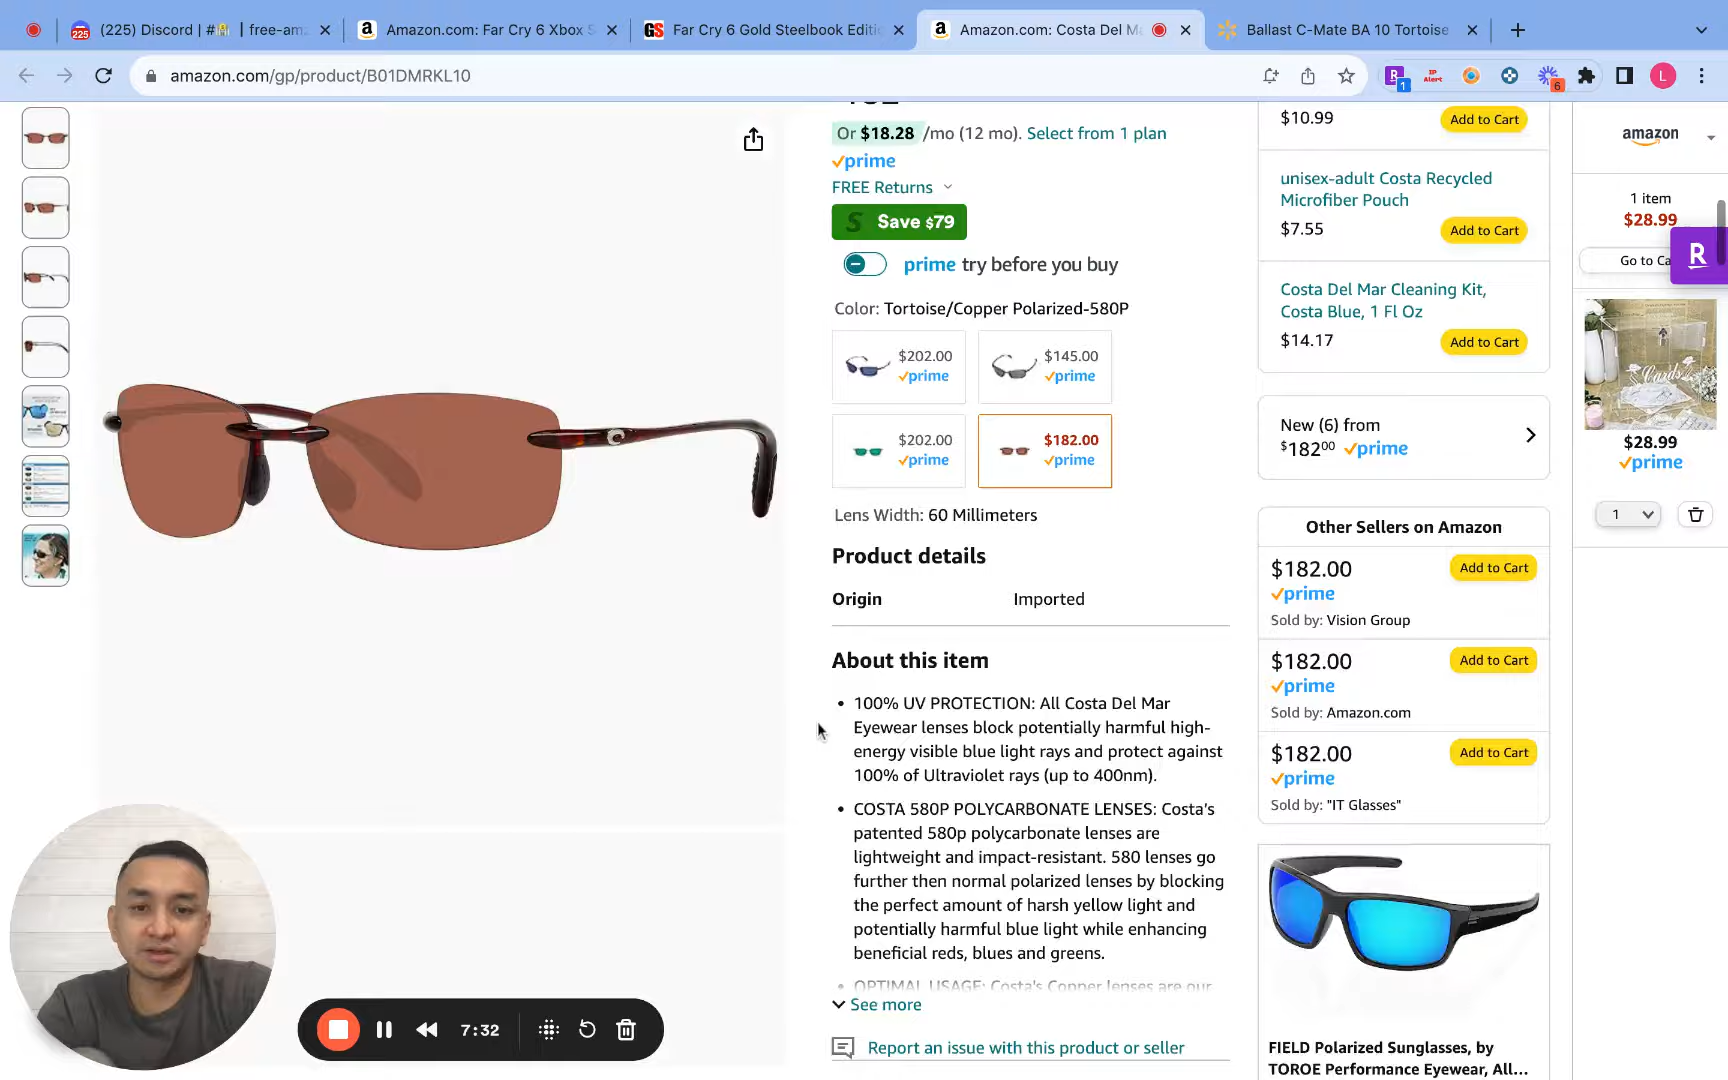 (225) Discord | # | free-am
Amazon.com: Far Cry 6 Xbox S
Far Cry 6 Gold Steelbook Editi
Amazon.com: Costa Del M
Ballast C-Mate BA 10 Tortoise
amazon.com/gp/product/B01DMRKL10
Or $18.28 /mo (12 mo). Select from 1 plan
prime
FREE Returns
Save $79
prime try before you buy
Color: Tortoise/Copper Polarized-580P
$202.00
prime
$145.00
prime
$202.00
prime
$182.00
prime
Lens Width: 60 Millimeters
Product details
Origin Imported
About this item
• 100% UV PROTECTION: All Costa Del Mar
Eyewear lenses block potentially harmful high-
energy visible blue light rays and protect against
100% of Ultraviolet rays (up to 400nm).
• COSTA 580P POLYCARBONATE LENSES: Costa's
patented 580p polycarbonate lenses are
lightweight and impact-resistant. 580 lenses go
further then normal polarized lenses by blocking
the perfect amount of harsh yellow light and
potentially harmful blue light while enhancing
beneficial reds, blues and greens.
• OPTIMAL USAGE: Costa's Copper lenses are our
See more
Report an issue with this product or seller
$10.99
Add to Cart
unisex-adult Costa Recycled
Microfiber Pouch
$7.55
Add to Cart
Costa Del Mar Cleaning Kit,
Costa Blue, 1 Fl Oz
$14.17
Add to Cart
New (6) from
$18200 prime
Other Sellers on Amazon
$182.00
Add to Cart
prime
Sold by: Vision Group
$182.00
Add to Cart
prime
Sold by: Amazon.com
$182.00
Add to Cart
prime
Sold by: "IT Glasses"
FIELD Polarized Sunglasses, by
TOROE Performance Eyewear, All...
amazon
1 item
$28.99
Go to Ca
R
Cards
$28.99
prime
1
7:32